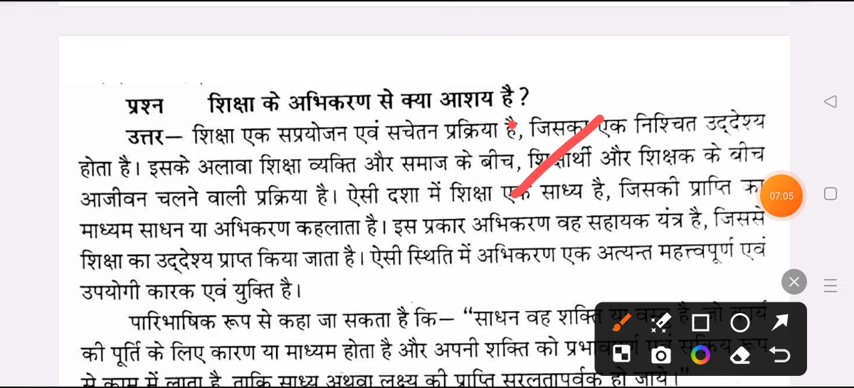 प्रश्न शिक्षा के अभिकरण से क्या आशय है?
उत्तर— शिक्षा एक सप्रयोजन एवं सचेतन प्रक्रिया है, जिसका एक निश्चित उद्देश्य
होता है। इसके अलावा शिक्षा व्यक्ति और समाज के बीच, शिक्षार्थी और शिक्षक के बीच
आजीवन चलने वाली प्रक्रिया है। ऐसी दशा में शिक्षा एक साध्य है, जिसकी प्राप्ति का
माध्यम साधन या अभिकरण कहलाता है। इस प्रकार अभिकरण वह सहायक यंत्र है, जिससे
शिक्षा का उद्देश्य प्राप्त किया जाता है। ऐसी स्थिति में अभिकरण एक अत्यन्त महत्त्वपूर्ण एवं
उपयोगी कारक एवं युक्ति है।
पारिभाषिक रूप से कहा जा सकता है कि— “साधन वह शक्ति या वस्तु है, जो कार्य
की पूर्ति के लिए कारण या माध्यम होता है और अपनी शक्ति को रूप
से काम में लाता है, ताकि साध्य अथवा लक्ष्य की प्राप्ति सरलतापूर्वक हो जाये।”
07:05